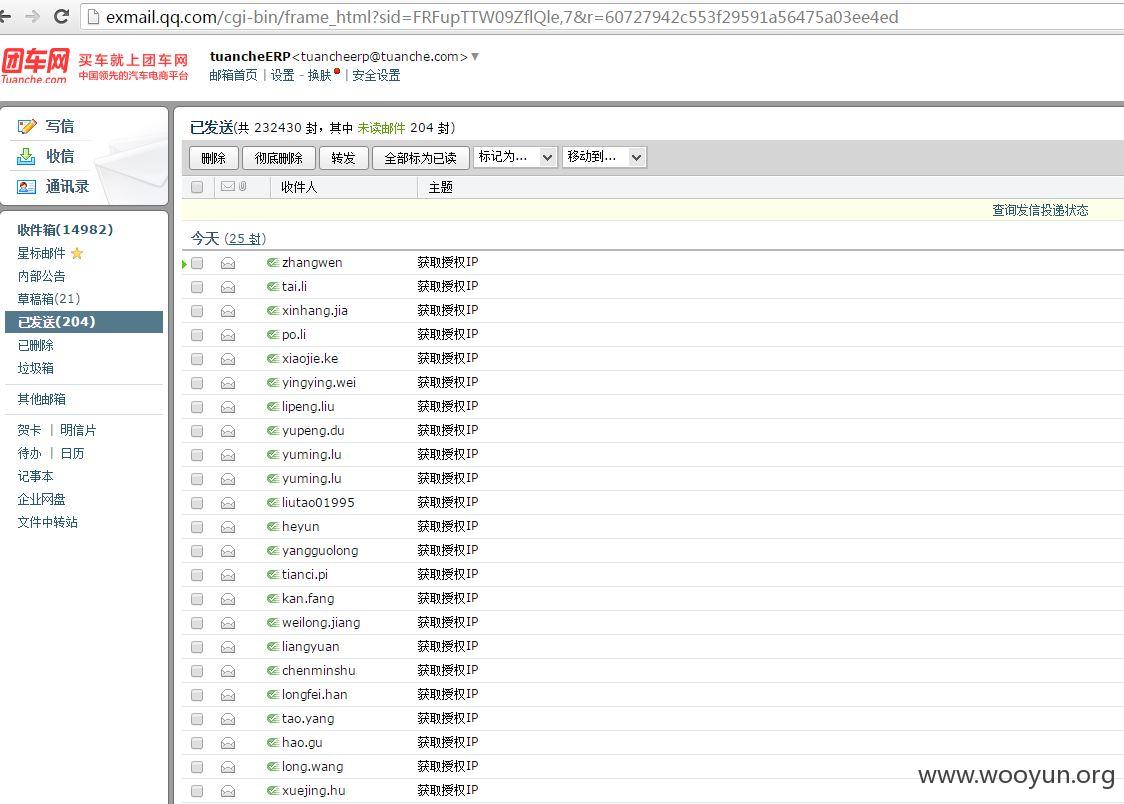 exmail.qq.com/cgi-bin/frame_html?sid=FRFupTTW09ZflQle,7&r=60727942c553f29591a56475a03ee4ed
团车网 买车就上团车网
Tuanche.com 中国领先的汽车电商平台
tuancheERP<tuancheerp@tuanche.com>
邮箱首页 | 设置 - 换肤 | 安全设置
写信
收信
通讯录
收件箱(14982)
星标邮件
内部公告
草稿箱(21)
已发送(204)
已删除
垃圾箱
其他邮箱
贺卡 | 明信片
待办 | 日历
记事本
企业网盘
文件中转站
已发送(共 232430 封，其中 未读邮件 204 封)
删除 彻底删除 转发 全部标为已读 标记为... 移动到...
收件人 主题
查询发信投递状态
今天 (25 封)
zhangwen 获取授权IP
tai.li 获取授权IP
xinhang.jia 获取授权IP
po.li 获取授权IP
xiaojie.ke 获取授权IP
yingying.wei 获取授权IP
lipeng.liu 获取授权IP
yupeng.du 获取授权IP
yuming.lu 获取授权IP
yuming.lu 获取授权IP
liutao01995 获取授权IP
heyun 获取授权IP
yangguolong 获取授权IP
tianci.pi 获取授权IP
kan.fang 获取授权IP
weilong.jiang 获取授权IP
liangyuan 获取授权IP
chenminshu 获取授权IP
longfei.han 获取授权IP
tao.yang 获取授权IP
hao.gu 获取授权IP
long.wang 获取授权IP
xuejing.hu 获取授权IP
www.wooyun.org